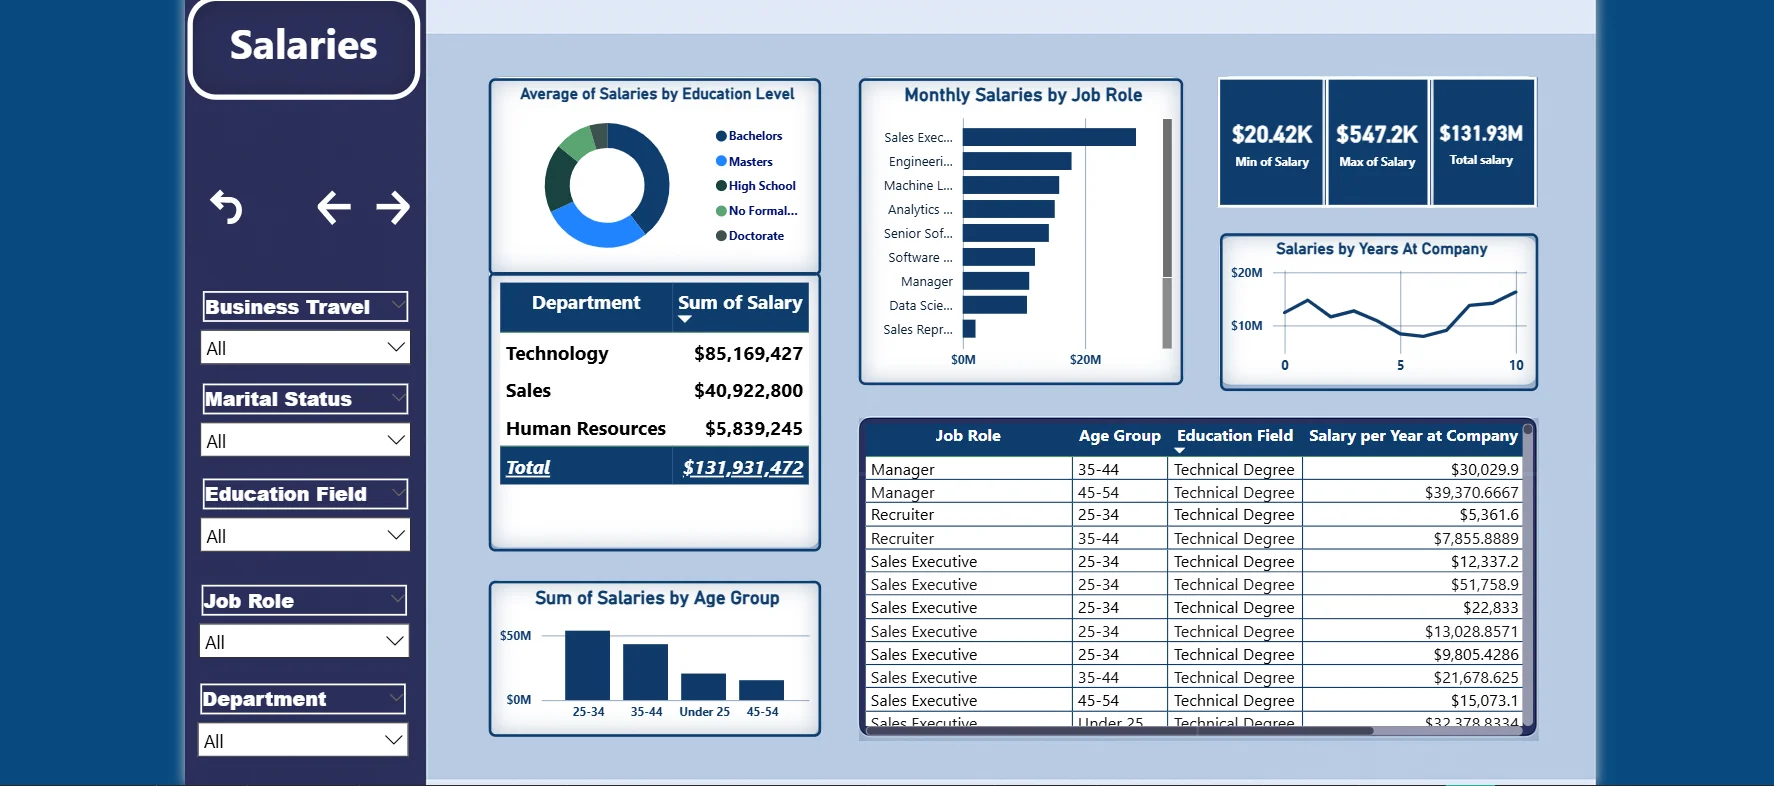 Salaries
Business Travel
All
Marital Status
All
Education Field
All
Job Role
All
Department
All
Average of Salaries by Education Level
Bachelors
Masters
High School
No Formal...
Doctorate
Department Sum of Salary
Technology $85,169,427
Sales $40,922,800
Human Resources $5,839,245
Total $131,931,472
Sum of Salaries by Age Group
$50M
$0M
25-34 35-44 Under 25 45-54
Monthly Salaries by Job Role
Sales Exec...
Engineeri...
Machine L...
Analytics ...
Senior Sof...
Software ...
Manager
Data Scie...
Sales Repr...
$0M $20M
$20.42K $547.2K $131.93M
Min of Salary Max of Salary Total salary
Salaries by Years At Company
$20M
$10M
0 5 10
Job Role Age Group Education Field Salary per Year at Company
Manager 35-44 Technical Degree $30,029.9
Manager 45-54 Technical Degree $39,370.6667
Recruiter 25-34 Technical Degree $5,361.6
Recruiter 35-44 Technical Degree $7,855.8889
Sales Executive 25-34 Technical Degree $12,337.2
Sales Executive 25-34 Technical Degree $51,758.9
Sales Executive 25-34 Technical Degree $22,833
Sales Executive 25-34 Technical Degree $13,028.8571
Sales Executive 25-34 Technical Degree $9,805.4286
Sales Executive 35-44 Technical Degree $21,678.625
Sales Executive 45-54 Technical Degree $15,073.1
Sales Executive Under 25 Technical Degree $32,378.8334